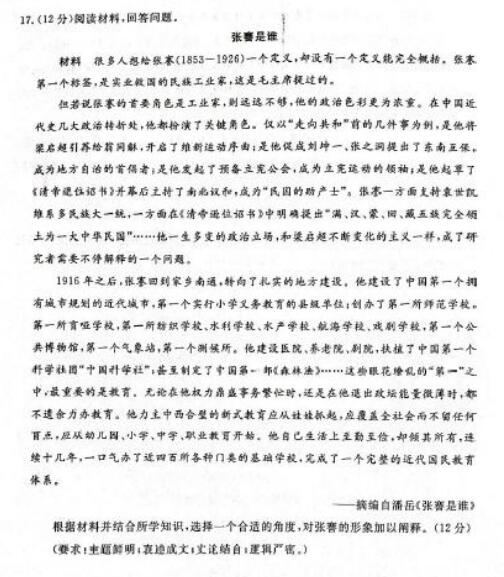 17.(12分)阅读材料,回答问题。
张謇是谁
材料 很多人想给张謇(1853—1926)一个定义,却没有一个定义能完全概括。张謇
第一个标签,是实业救国的民族工业家,这是毛主席提过的。
但若说张謇的首要角色是工业家,则远远不够,他的政治色彩更为浓重。在中国近
代史几大政治转折处,他都扮演了关键角色。仅以“走向共和”前的几件事为例,是他将
梁启超引荐给翁同龢,开启了维新运动序曲;是他促成刘坤一、张之洞提出了东南互保,
成为地方自治的首倡者;是他发起了预备立宪公会,成为立宪运动的领袖;是他起草了
《清帝逊位诏书》并幕后主持了南北议和,成为“民国的助产士”。张謇一方面支持袁世凯
维系多民族大一统,一方面在《清帝逊位诏书》中明确提出“满、汉、蒙、回、藏五族完全领
土为一大中华民国”……他一生多变的政治立场,和梁启超不断变化的主义一样,成了研
究者需要不停解释的一个问题。
1916年之后,张謇回到家乡南通,转向了扎实的地方建设。他建设了中国第一个拥
有城市规划的近代城市,第一个实行小学义务教育的县级单位;创办了第一所师范学校,
第一所盲哑学校,第一所纺织学校、水利学校、水产学校、航海学校、戏剧学校,第一个公
共博物馆,第一个气象站,第一个测候所。他建设医院、养老院、剧院,扶植了中国第一个
科学社团“中国科学社”;甚至制定了中国第一部《森林法》……这些眼花缭乱的“第一”之
中,最重要的是教育。无论在他权力鼎盛事务繁忙时,还是在他退出政坛能量微薄时,都
不遗余力办教育。他力主中西合璧的新式教育应从娃娃抓起,应覆盖全社会而不留任何
盲点,应从幼儿园、小学、中学、职业教育开始。他自己生活上至勤至俭,却倾其所有,连
续十几年,一口气办了近四百所各种门类的基础学校,完成了一个完整的近代国民教育
体系。
——摘编自潘岳《张謇是谁》
根据材料并结合所学知识,选择一个合适的角度,对张謇的形象加以阐释。(12分)
(要求:主题鲜明;表述成文;史论结合;逻辑严密。)